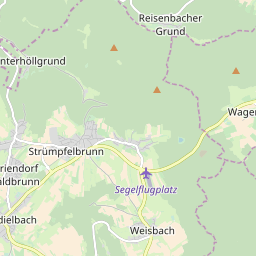 Reisenbacher
Grund
nterhöllgrund
Wagen
Strümpfelbrunn
riendorf
aldbrunn
Segelflugplatz
dielbach
Weisbach